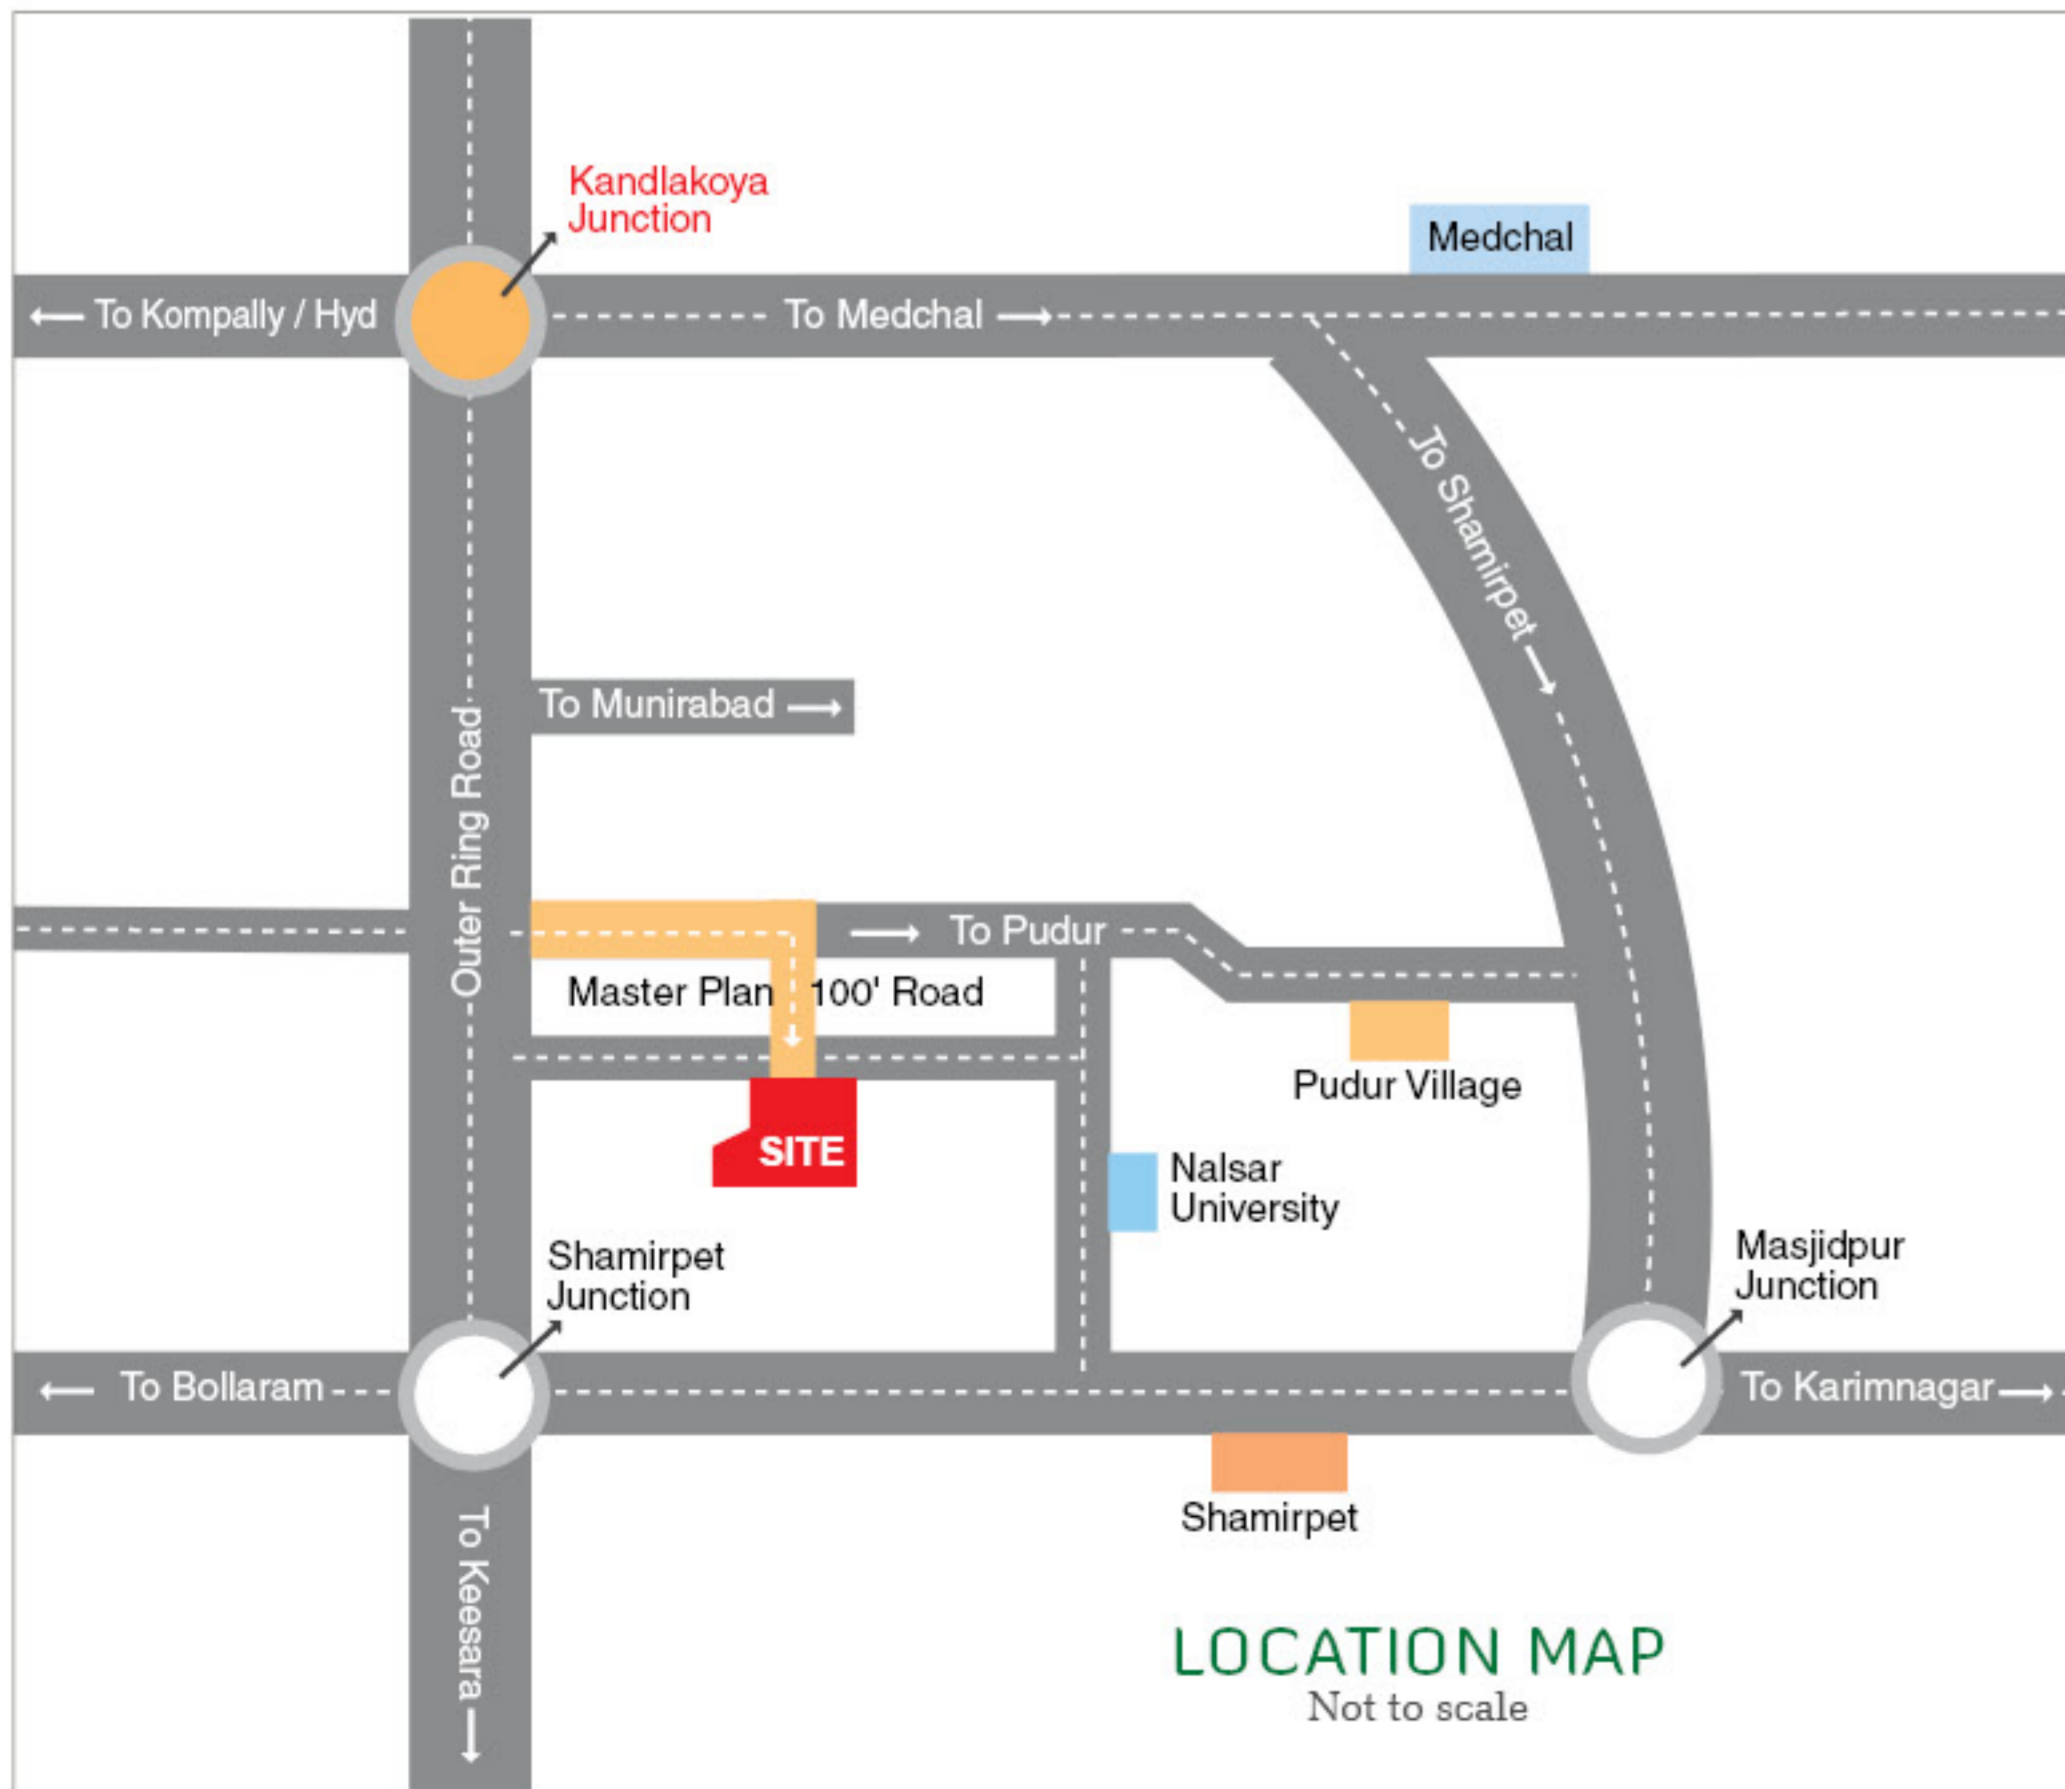 Kandlakoya
Junction
Medchal
To Kompally / Hyd
To Medchal
To Shamirpet
To Munirabad
Outer Ring Road
To Pudur
Master Plan 100' Road
Pudur Village
SITE
Nalsar
University
Shamirpet
Junction
Masjidpur
Junction
To Bollaram
To Karimnagar
Shamirpet
To Keesara
LOCATION MAP
Not to scale